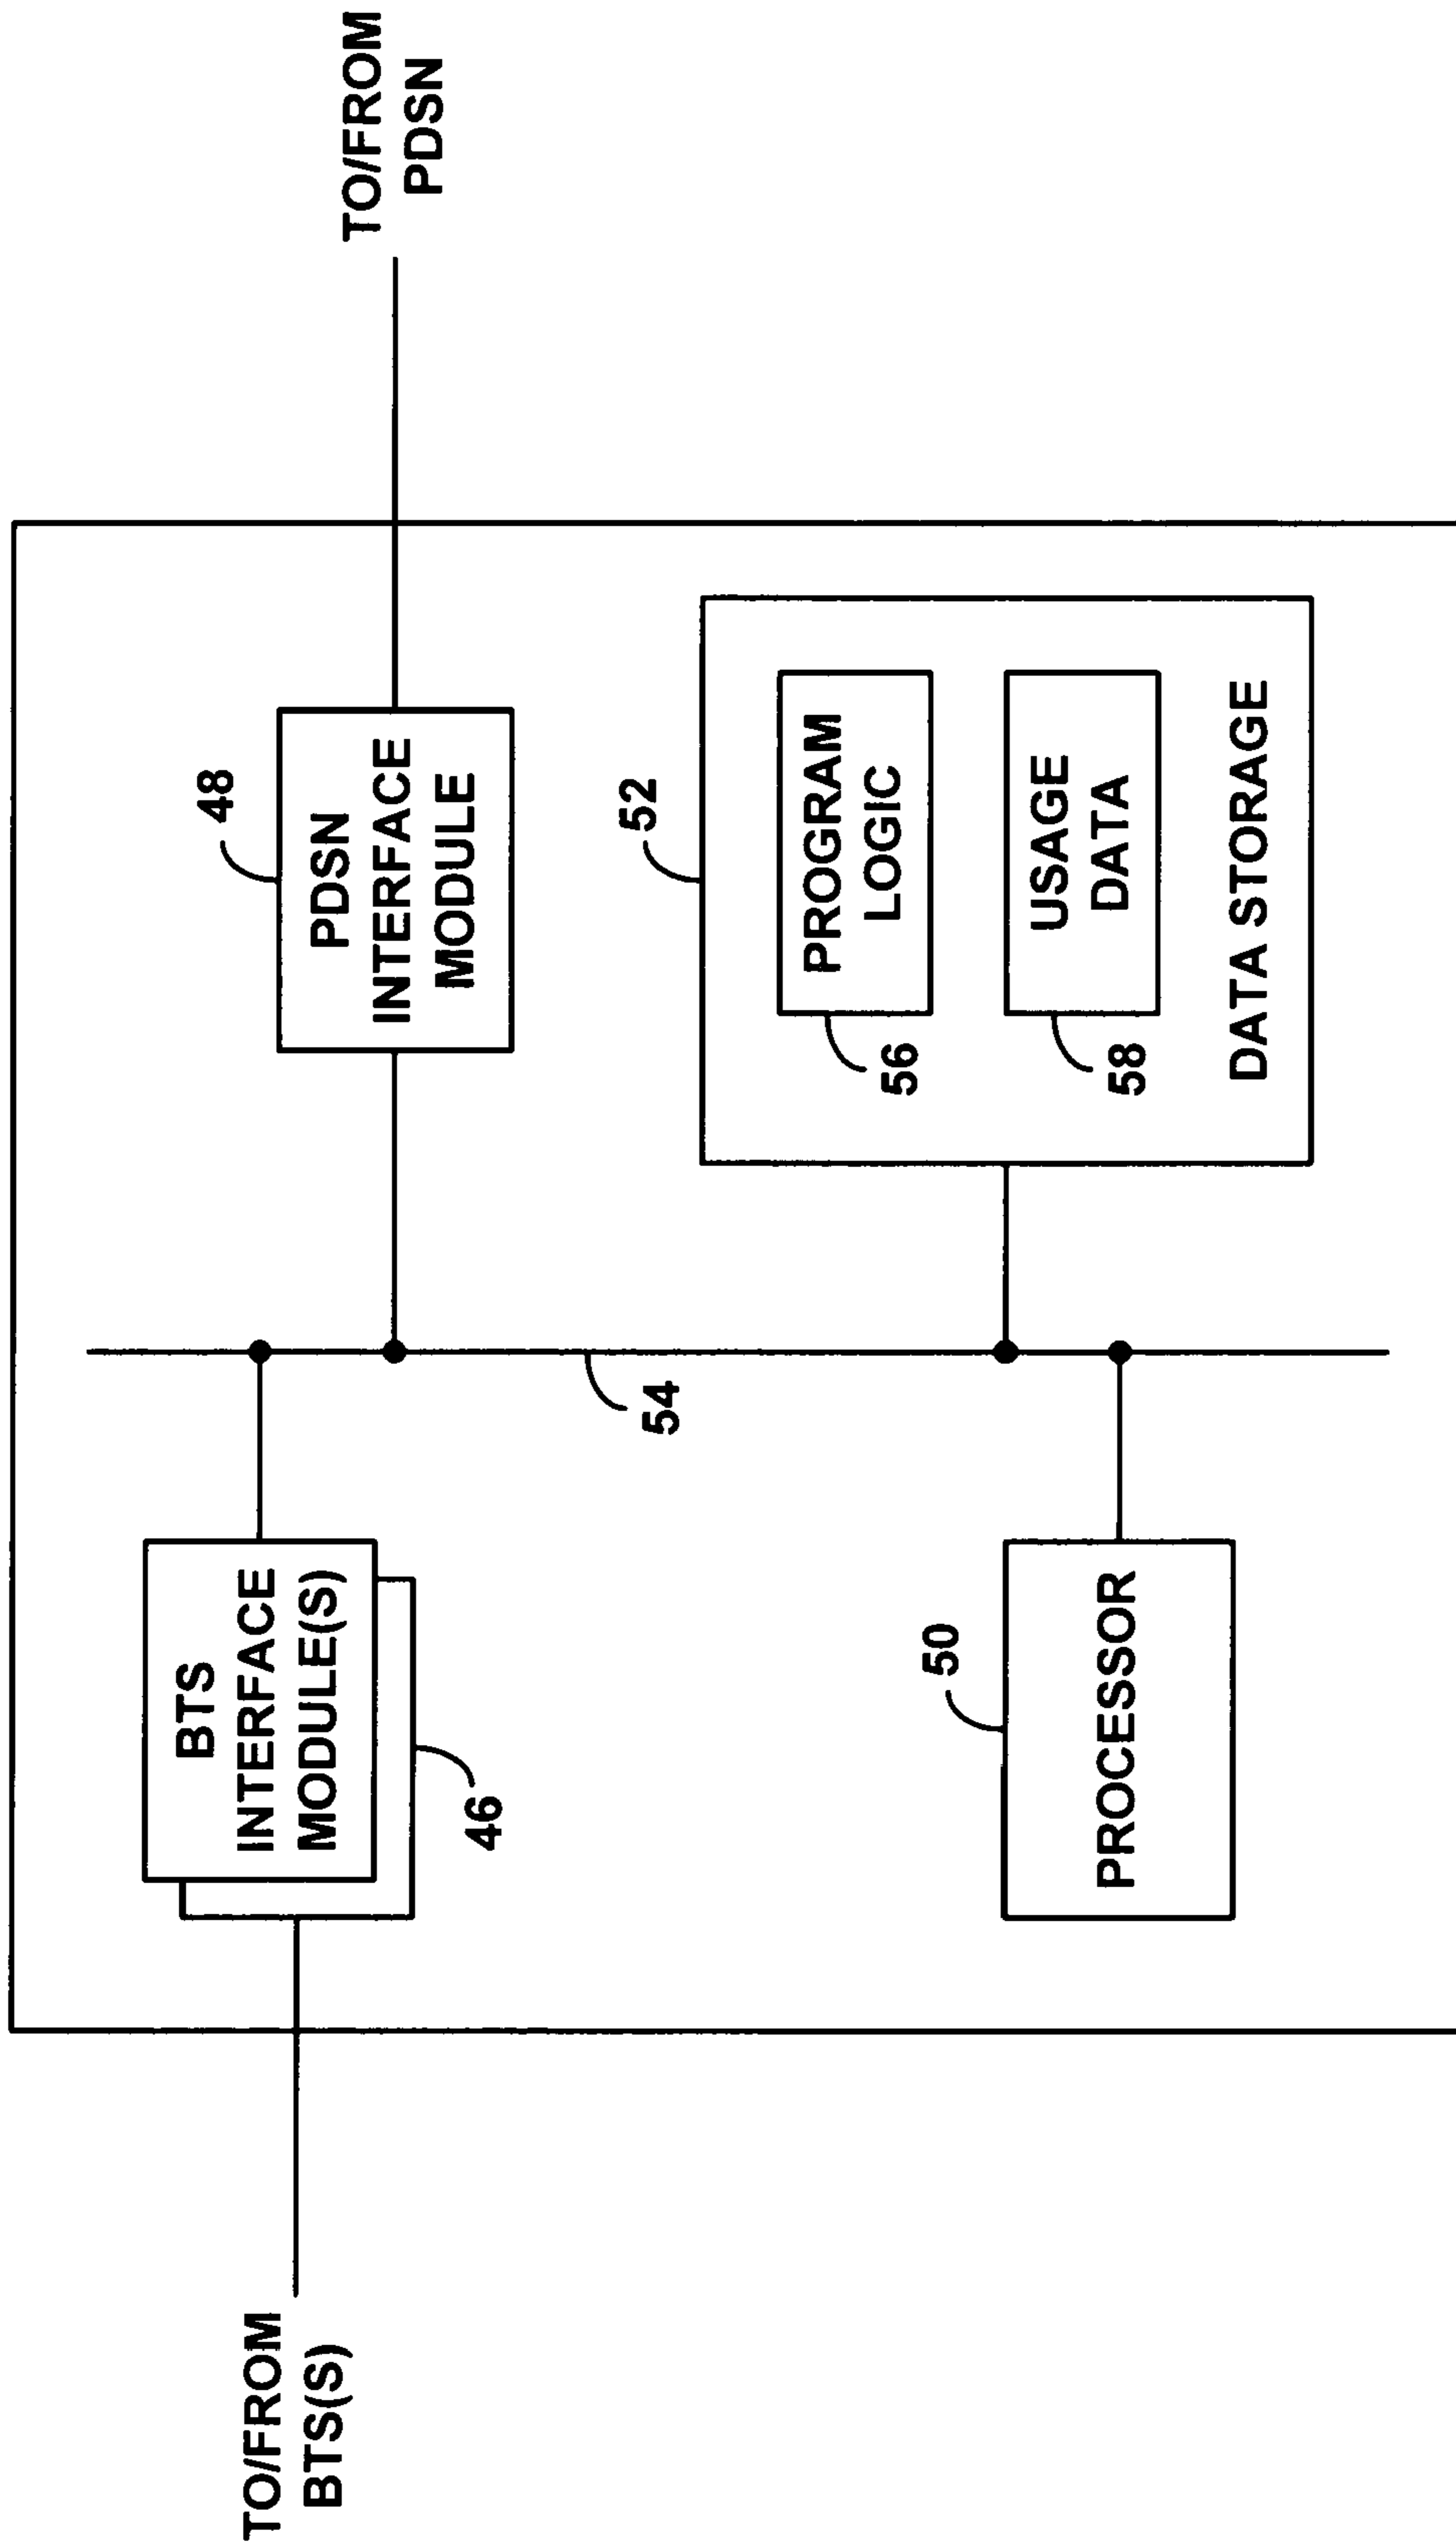 TO/FROM
BTS(S)
BTS
INTERFACE
MODULE(S)
46
54
48
PDSN
INTERFACE
MODULE
TO/FROM
PDSN
50
PROCESSOR
52
PROGRAM
LOGIC
56
USAGE
DATA
58
DATA STORAGE